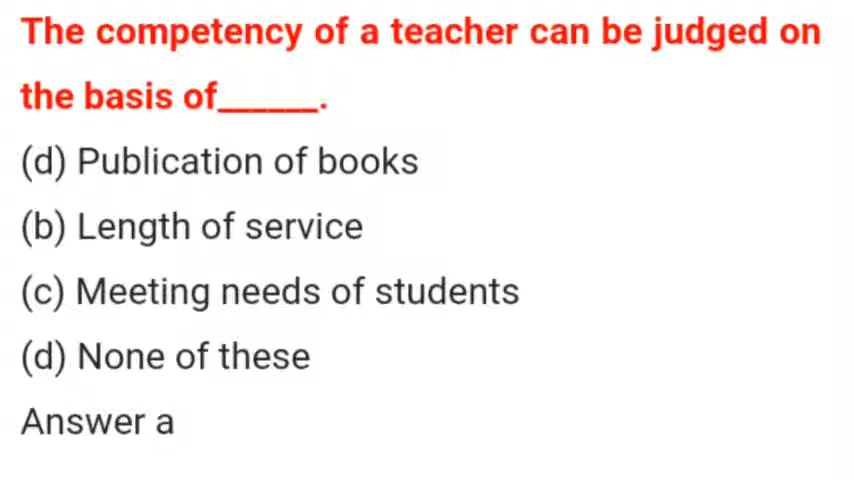 The competency of a teacher can be judged on
the basis of______.
(d) Publication of books
(b) Length of service
(c) Meeting needs of students
(d) None of these
Answer a